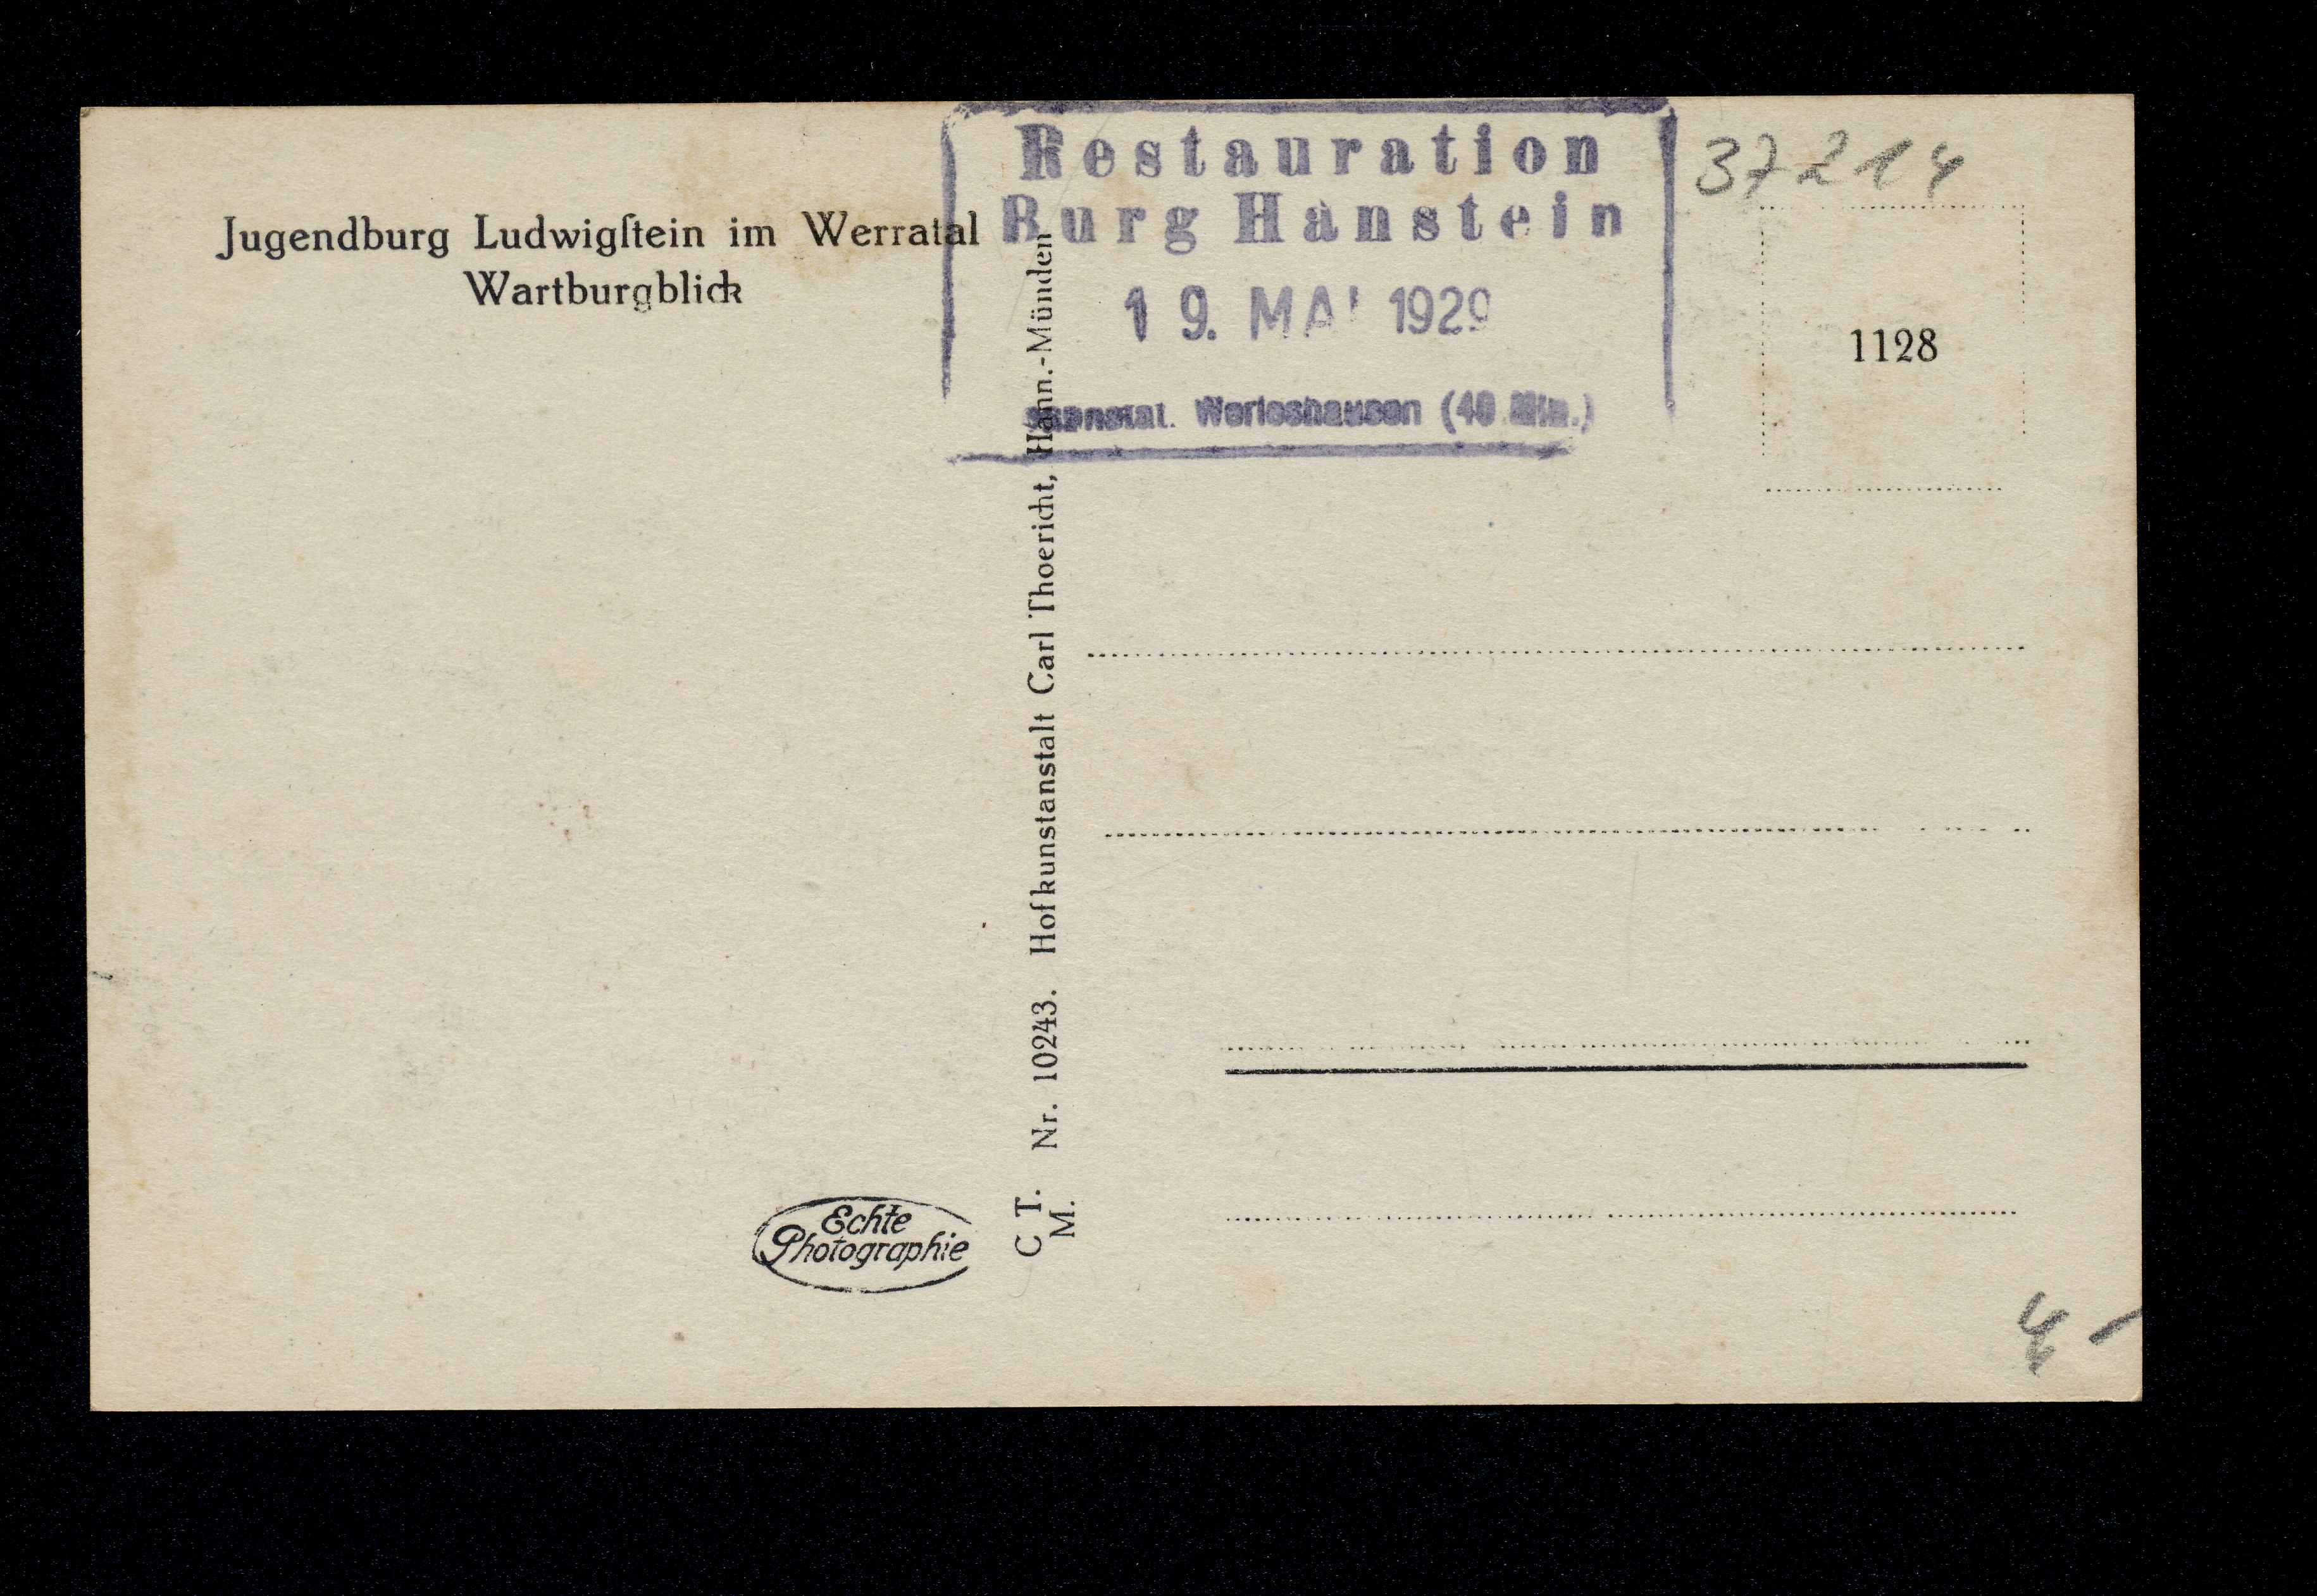 Jugendburg Ludwigſtein im Werratal
Wartburgblick
Restauration
Burg Hanstein
19. MAI 1929
Werleshausen (40 Min.)
37214
1128
C T. Nr. 10243. Hofkunstanstalt Carl Thoericht, Hann.-Münden
M.
Echte
Photographie
4 -